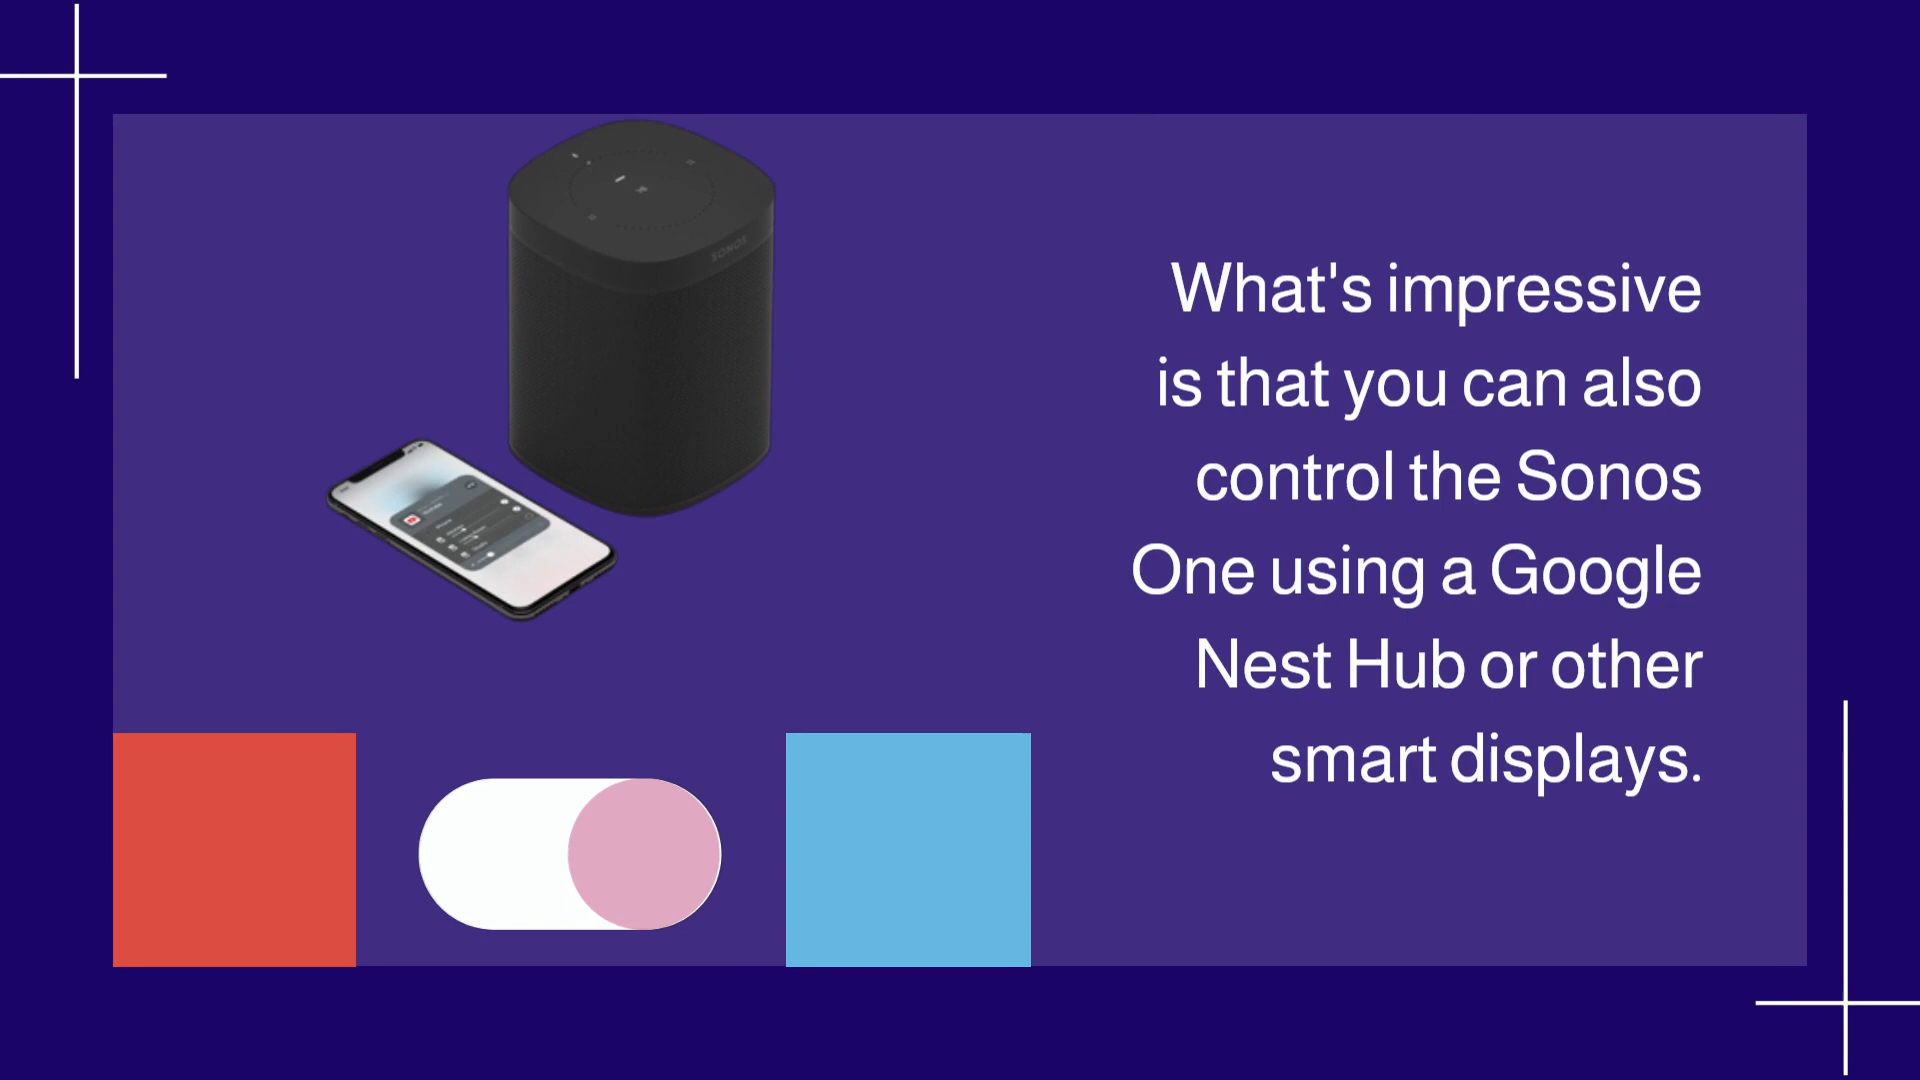 SONOS
What's impressive
is that you can also
control the Sonos
One using a Google
Nest Hub or other
smart displays.